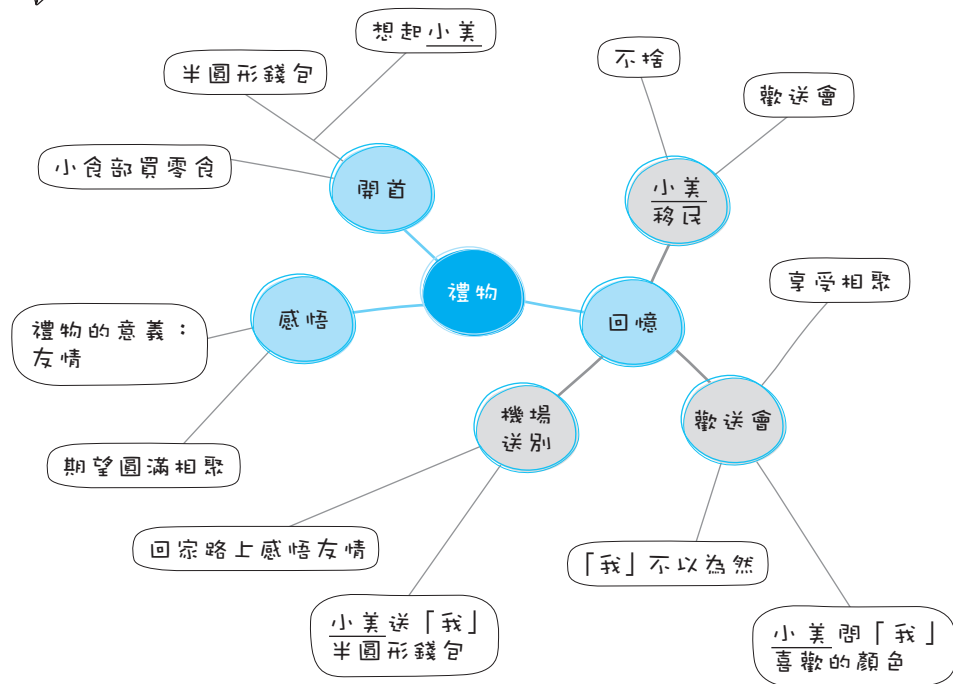 想起小美
半圓形錢包
小食部買零食
開首
不捨
歡送會
小美
移民
禮物
感悟
禮物的意義：
友情
期望圓滿相聚
回憶
享受相聚
歡送會
機場
送別
回家路上感悟友情
小美送「我」
半圓形錢包
「我」不以為然
小美問「我」
喜歡的顏色